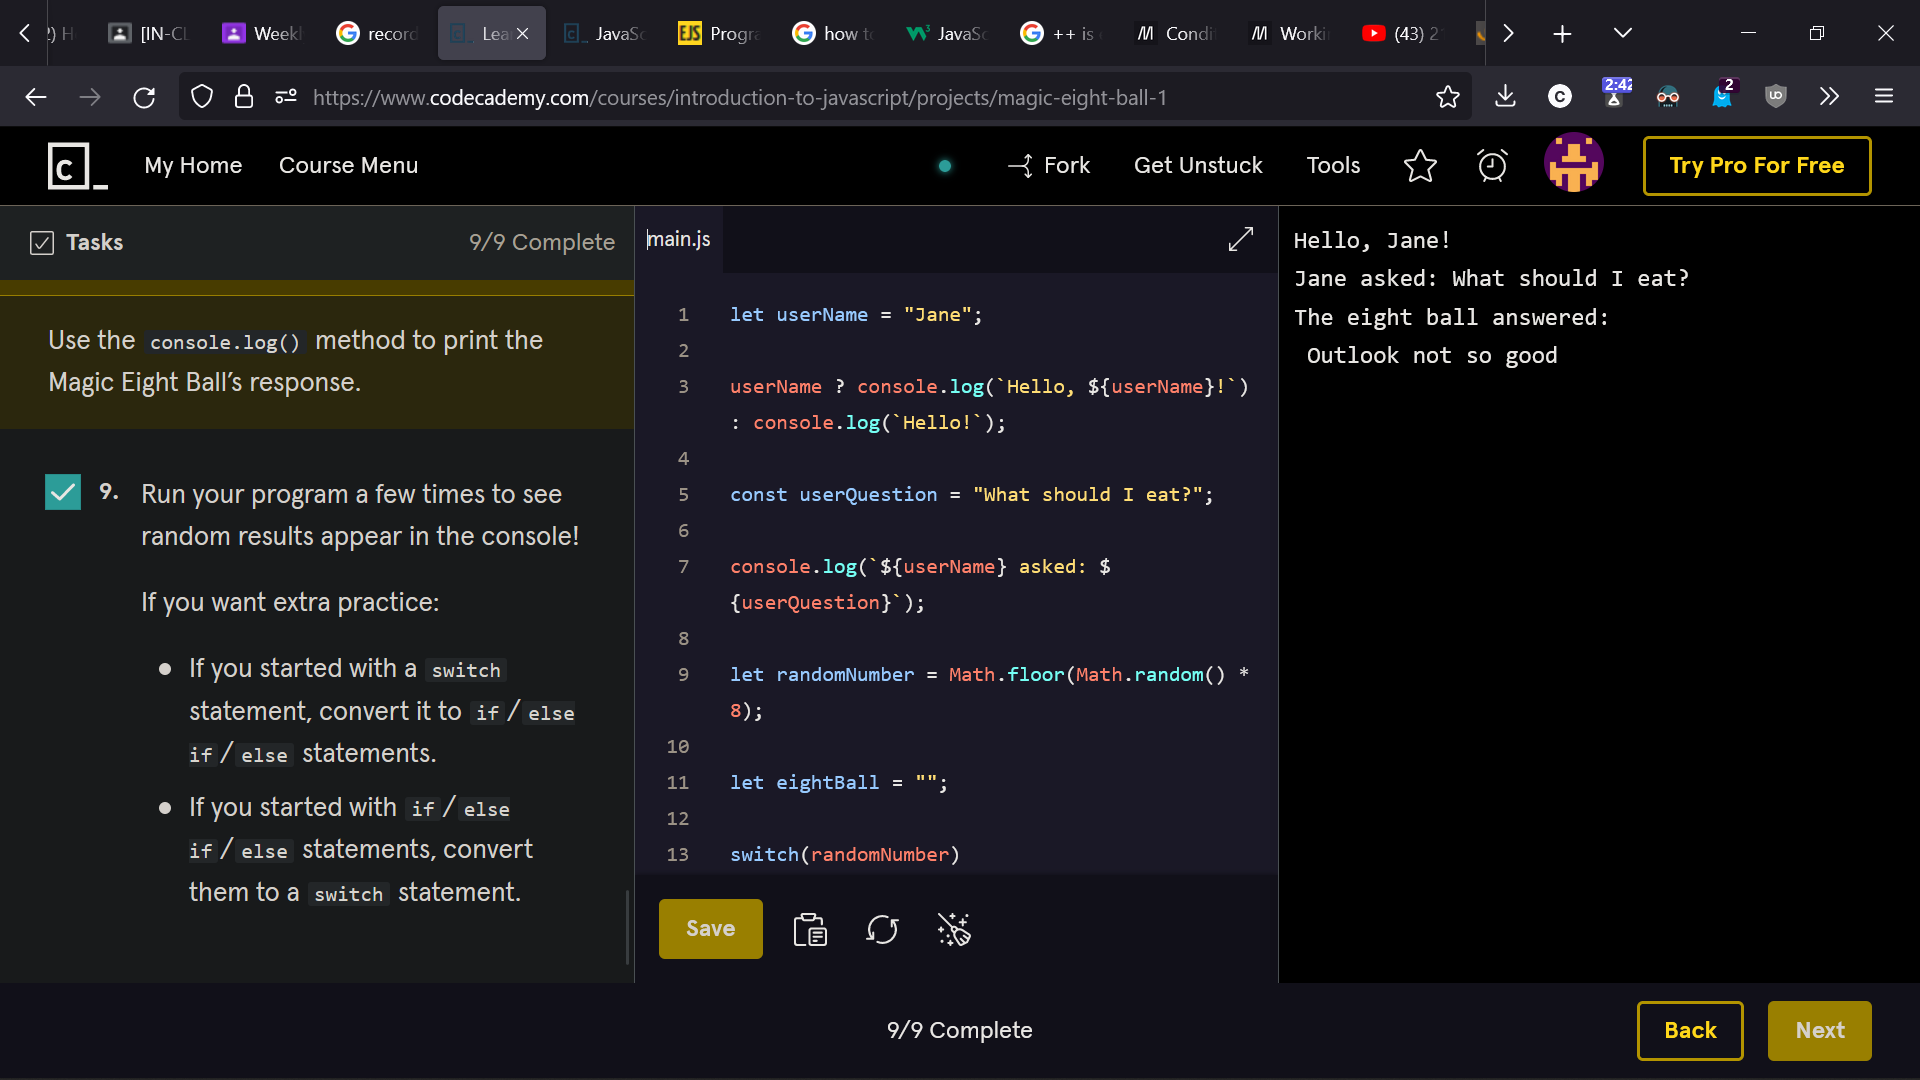 [IN-CL
Week
record
Lea
JavaSc
EJS
Progra
how to
JavaSc
++ is
Condi
Worki
(43) 2
https://www.codecademy.com/courses/introduction-to-javascript/projects/magic-eight-ball-1
C
2:42
2
c_
My Home
Course Menu
Fork
Get Unstuck
Tools
Try Pro For Free
Tasks
9/9 Complete
Use the console.log() method to print the
Magic Eight Ball’s response.
9. Run your program a few times to see
random results appear in the console!
If you want extra practice:
● If you started with a switch
statement, convert it to if / else
if / else statements.
● If you started with if / else
if / else statements, convert
them to a switch statement.
main.js
1 let userName = "Jane";
2
3 userName ? console.log(`Hello, ${userName}!`)
: console.log(`Hello!`);
4
5 const userQuestion = "What should I eat?";
6
7 console.log(`${userName} asked: $
{userQuestion}`);
8
9 let randomNumber = Math.floor(Math.random() *
8);
10
11 let eightBall = "";
12
13 switch(randomNumber)
Save
Hello, Jane!
Jane asked: What should I eat?
The eight ball answered:
Outlook not so good
9/9 Complete
Back
Next